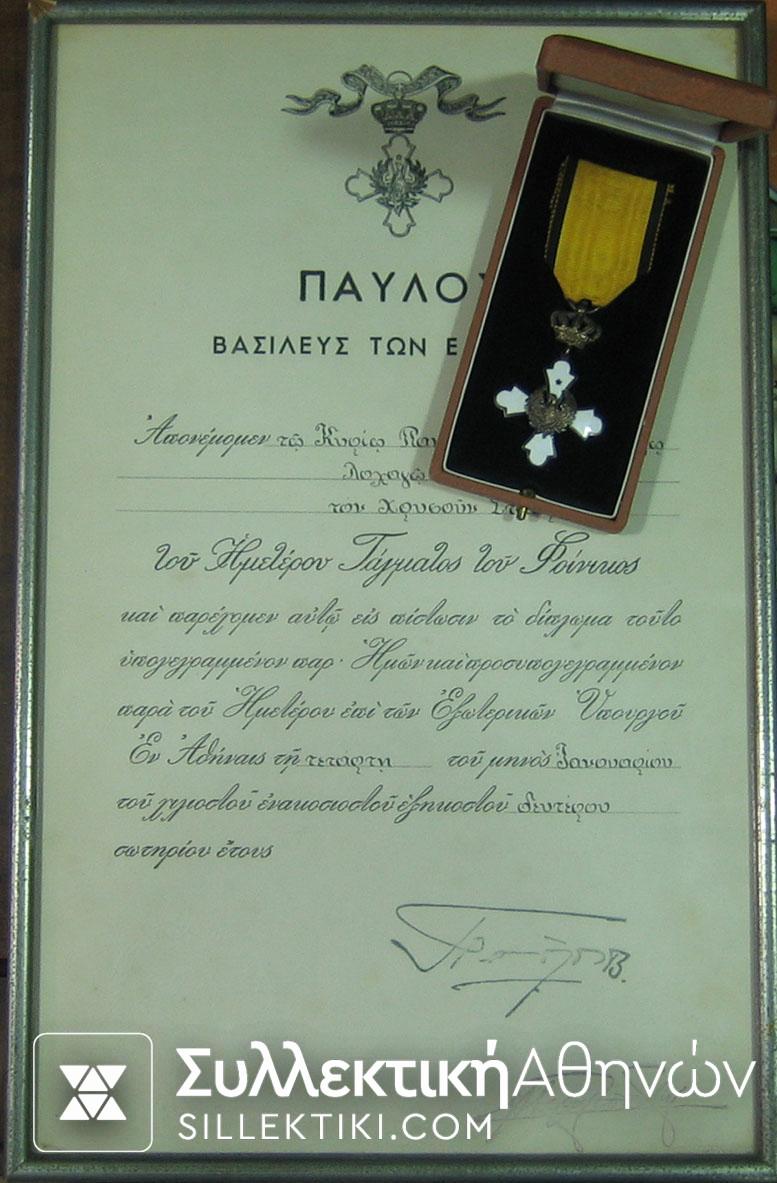 ΠΑΥΛΟΣ
ΒΑΣΙΛΕΥΣ ΤΩΝ Ε
Ἀπονέμομεν τῷ Κυρίῳ
Λοχαγῷ
τον Χρυσοῦν
τοῦ Ἡμετέρου Τάγματος τοῦ Φοίνικος
καὶ παρέχομεν αὐτῷ εἰς πίστωσιν τὸ δίπλωμα τοῦτο
ὑπογεγραμμένον παρ' Ἡμῶν καὶ προσυπογεγραμμένον
παρὰ τοῦ Ἡμετέρου ἐπὶ τῶν Ἐξωτερικῶν Ὑπουργοῦ
Ἐν Ἀθήναις τῇ τετάρτῃ τοῦ μηνὸς Ἰανουαρίου
τοῦ χιλιοστοῦ ἐνακοσιοστοῦ ἑξηκοστοῦ δευτέρου
σωτηρίου ἔτους
ΣυλλεκτικήΑθηνών
SILLEKTIKI.COM